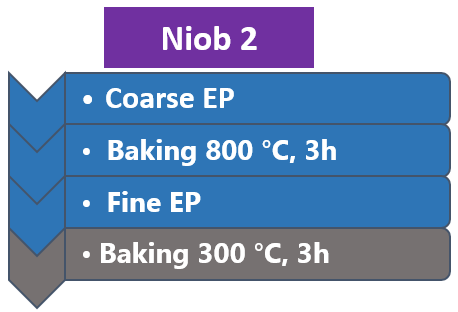 Niob 2
• Coarse EP
• Baking 800 °C, 3h
• Fine EP
• Baking 300 °C, 3h